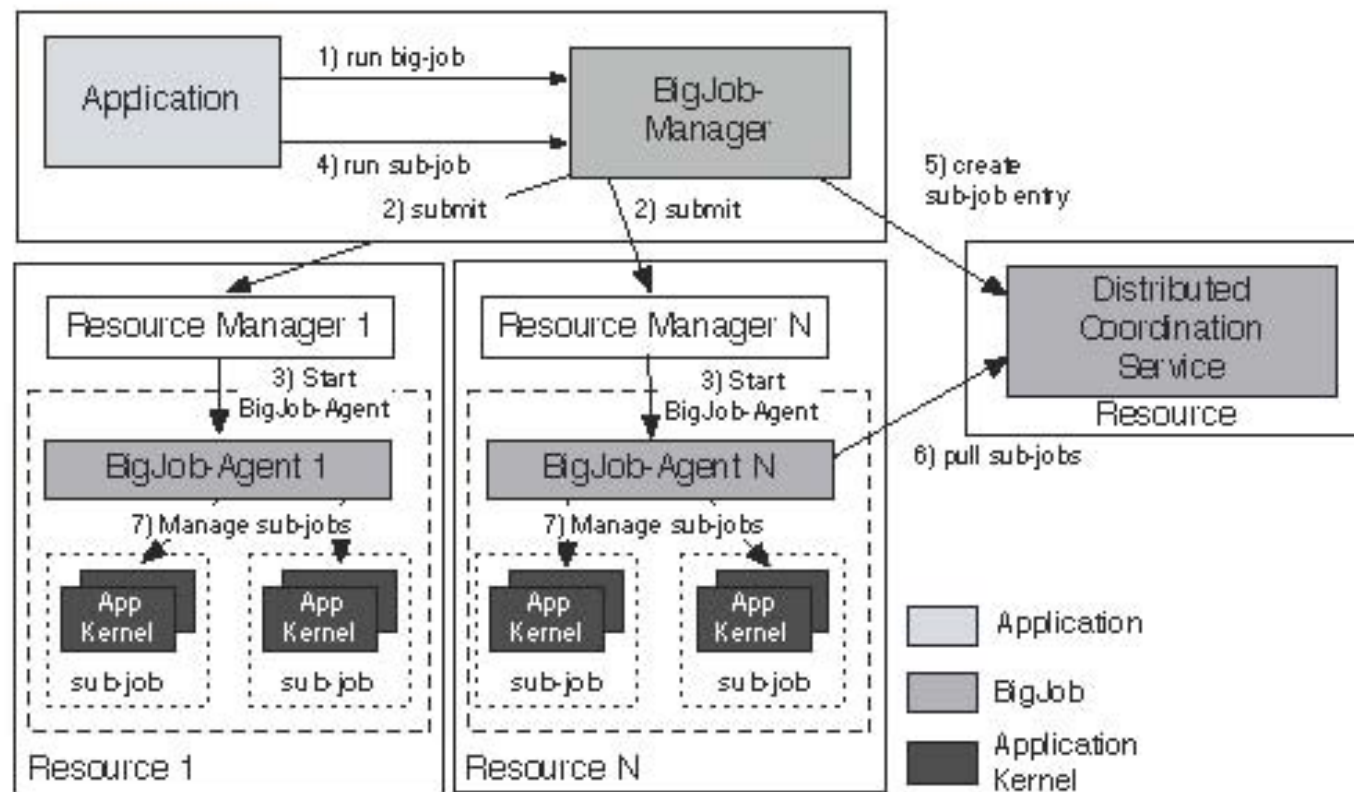 Application
1) run big-job
4) run sub-job
BigJob-
Manager
2) submit
2) submit
5) create
sub-job entry
Distributed
Coordination
Service
Resource
6) pull sub-jobs
Resource Manager 1
3) Start
BigJob-Agent
BigJob-Agent 1
7) Manage sub-jobs
App
Kernel
sub-job
App
Kernel
sub-job
Resource 1
Resource Manager N
3) Start
BigJob-Agent
BigJob-Agent N
7) Manage sub-jobs
App
Kernel
sub-job
App
Kernel
sub-job
Resource N
Application
BigJob
Application
Kernel